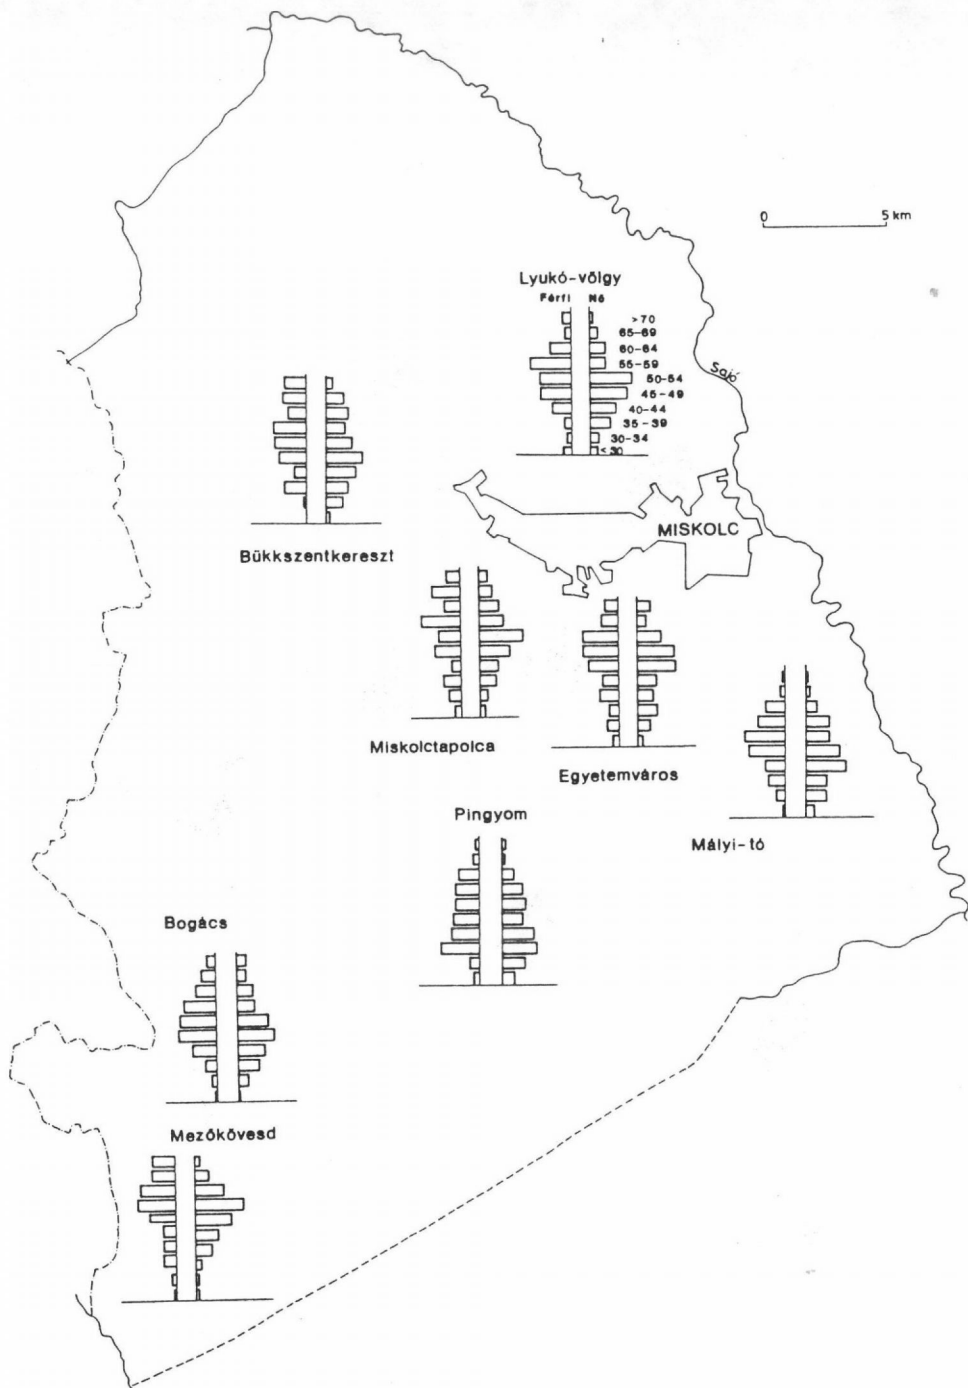 0 5 km
Lyukó-völgy
Férfi Nő
>70
65-69
60-64
55-59
50-54
45-49
40-44
35-39
30-34
<30
Sajó
MISKOLC
Bükkszentkereszt
Miskolctapolca
Egyetemváros
Mályi-tó
Pingyom
Bogács
Mezőkövesd